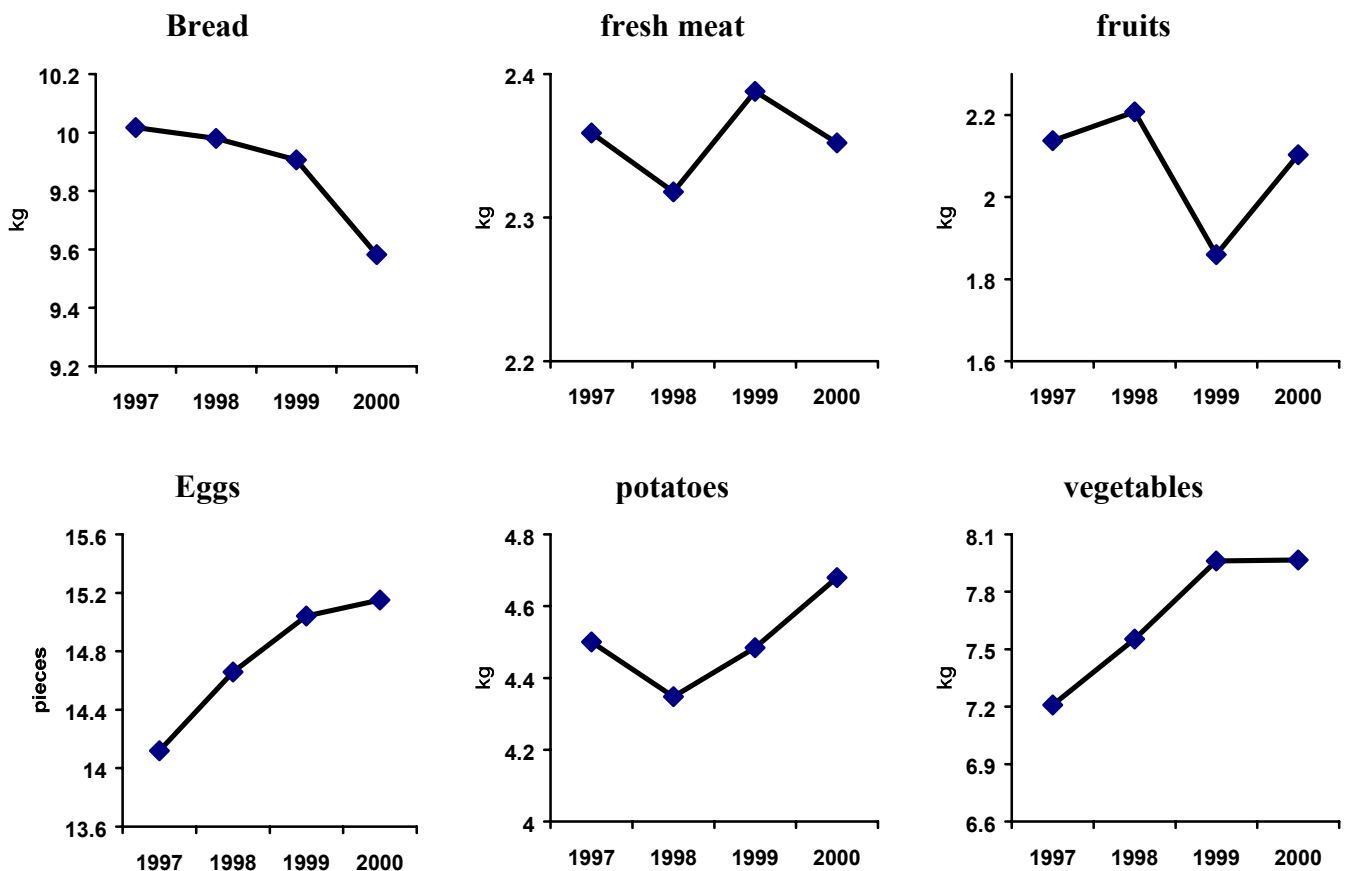 Bread
10.2
10
9.8
9.6
9.4
9.2
kg
1997 1998 1999 2000
fresh meat
2.4
2.3
2.2
kg
1997 1998 1999 2000
fruits
2.2
2
1.8
1.6
kg
1997 1998 1999 2000
Eggs
15.6
15.2
14.8
14.4
14
13.6
pieces
1997 1998 1999 2000
potatoes
4.8
4.6
4.4
4.2
4
kg
1997 1998 1999 2000
vegetables
8.1
7.8
7.5
7.2
6.9
6.6
kg
1997 1998 1999 2000